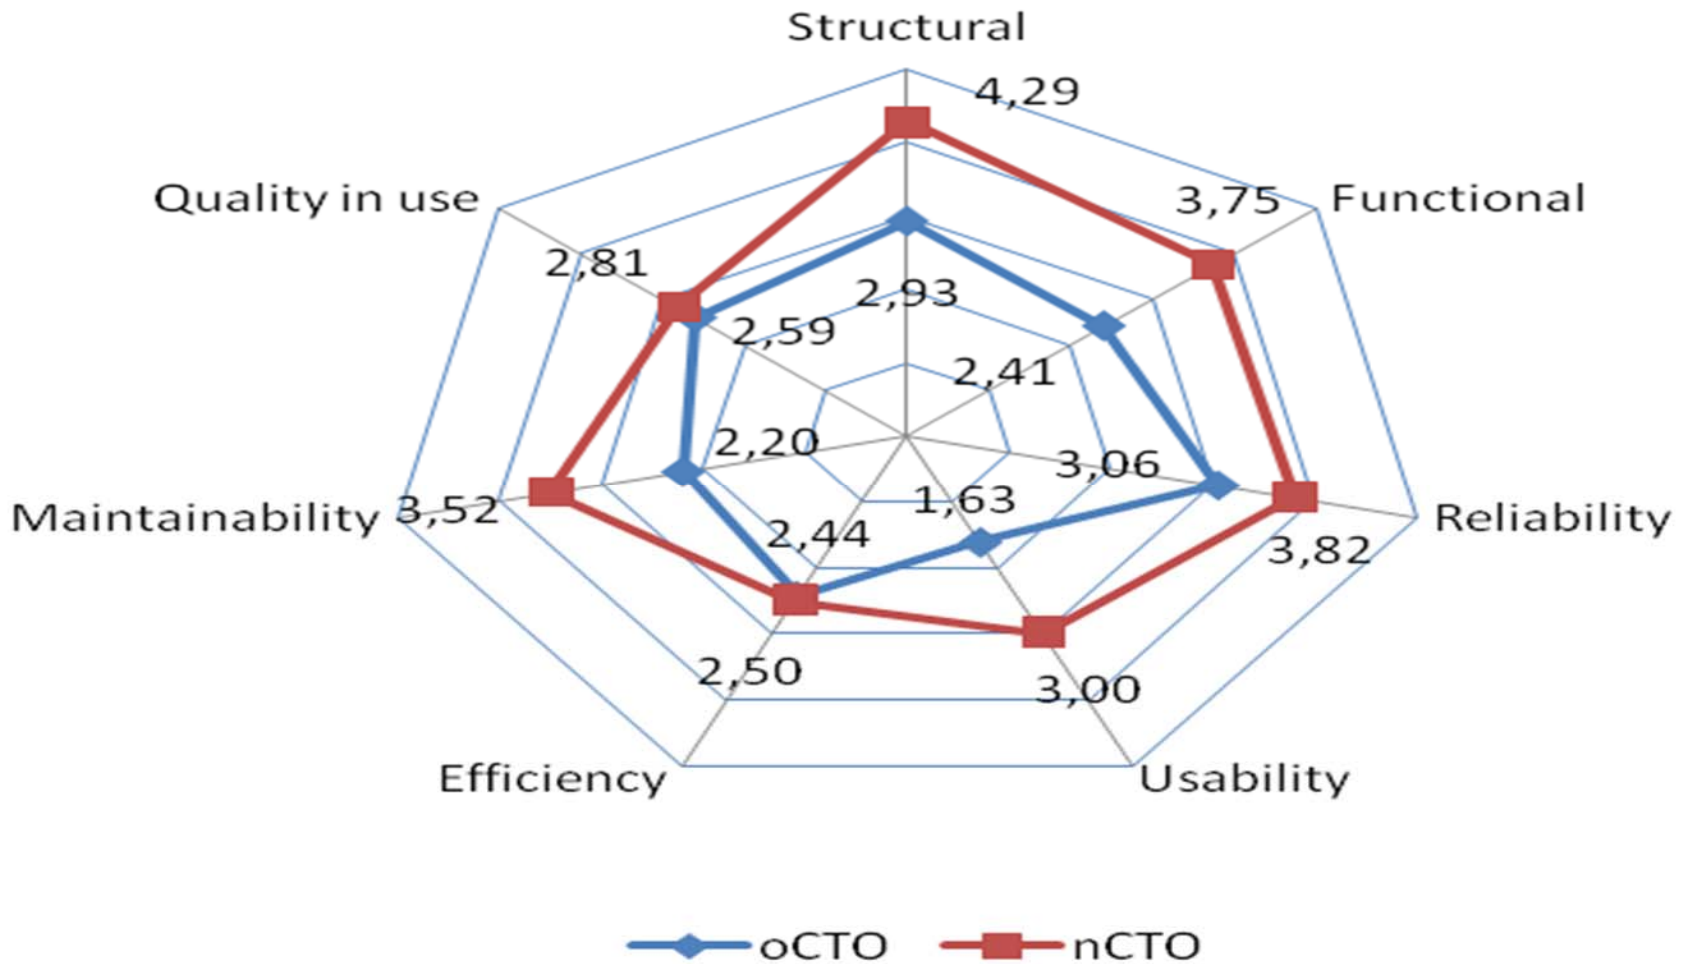 Structural
4,29
Quality in use
3,75
Functional
2,81
2,93
2,59
2,41
2,20
3,06
Maintainability
3,52
1,63
Reliability
2,44
3,82
2,50
3,00
Efficiency
Usability
oCTO
nCTO